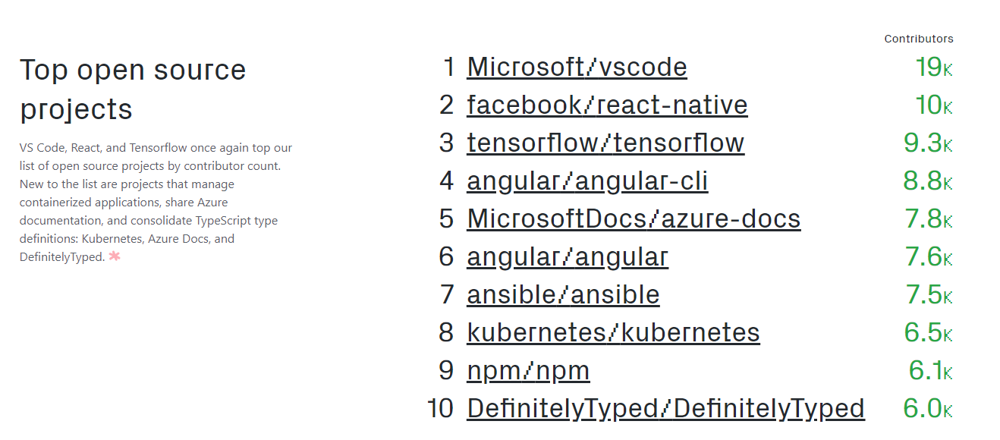 Top open source
projects
VS Code, React, and Tensorflow once again top our
list of open source projects by contributor count.
New to the list are projects that manage
containerized applications, share Azure
documentation, and consolidate TypeScript type
definitions: Kubernetes, Azure Docs, and
DefinitelyTyped.
Contributors
1 Microsoft/vscode 19K
2 facebook/react-native 10K
3 tensorflow/tensorflow 9.3K
4 angular/angular-cli 8.8K
5 MicrosoftDocs/azure-docs 7.8K
6 angular/angular 7.6K
7 ansible/ansible 7.5K
8 kubernetes/kubernetes 6.5K
9 npm/npm 6.1K
10 DefinitelyTyped/DefinitelyTyped 6.0K